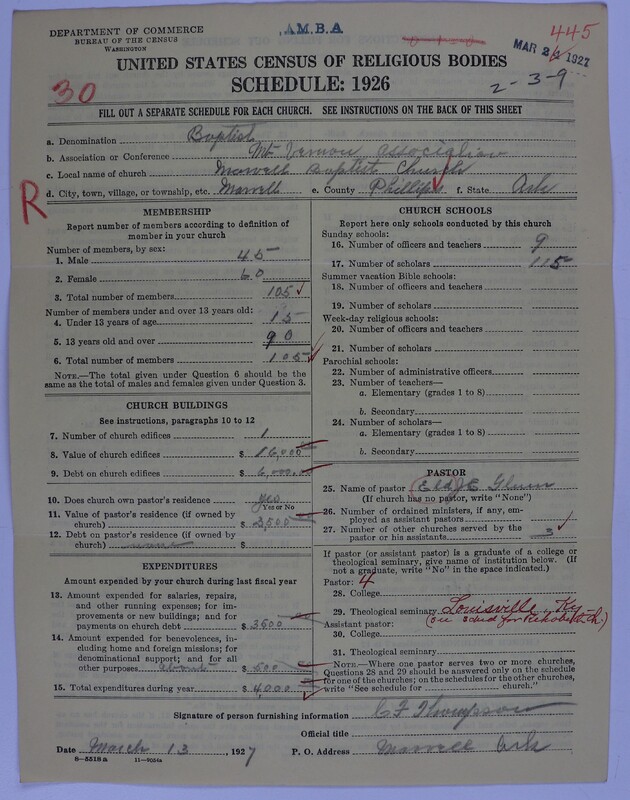 DEPARTMENT OF COMMERCE
BUREAU OF THE CENSUS
WASHINGTON
A.M.B.A
445
MAR 24 1927
UNITED STATES CENSUS OF RELIGIOUS BODIES
SCHEDULE: 1926
2-3-9
30
FILL OUT A SEPARATE SCHEDULE FOR EACH CHURCH. SEE INSTRUCTIONS ON THE BACK OF THIS SHEET
a. Denomination Baptist
b. Association or Conference Mt Vernon Association
c. Local name of church Marvell Baptist Church
d. City, town, village, or township, etc. Marvell e. County Phillips f. State Ark
R
MEMBERSHIP
Report number of members according to definition of member in your church
Number of members, by sex:
1. Male 45
2. Female 60
3. Total number of members 105
Number of members under and over 13 years old:
4. Under 13 years of age 15
5. 13 years old and over 90
6. Total number of members 105
NOTE.—The total given under Question 6 should be the same as the total of males and females given under Question 3.
CHURCH BUILDINGS
See instructions, paragraphs 10 to 12
7. Number of church edifices 1
8. Value of church edifices $ 16,000
9. Debt on church edifices $ 6,000
10. Does church own pastor's residence yes
Yes or No
11. Value of pastor's residence (if owned by church) $ 3,500
12. Debt on pastor's residence (if owned by church) none $
EXPENDITURES
Amount expended by your church during last fiscal year
13. Amount expended for salaries, repairs, and other running expenses; for improvements or new buildings; and for payments on church debt $ 3500
14. Amount expended for benevolences, including home and foreign missions; for denominational support; and for all other purposes about $ 500
15. Total expenditures during year $ 4,000
CHURCH SCHOOLS
Report here only schools conducted by this church
Sunday schools:
16. Number of officers and teachers 9
17. Number of scholars 115
Summer vacation Bible schools:
18. Number of officers and teachers
19. Number of scholars
Week-day religious schools:
20. Number of officers and teachers
21. Number of scholars
Parochial schools:
22. Number of administrative officers
23. Number of teachers—
a. Elementary (grades 1 to 8)
b. Secondary
24. Number of scholars—
a. Elementary (grades 1 to 8)
b. Secondary
PASTOR
25. Name of pastor (Eld) J E
(If church has no pastor, write "None")
26. Number of ordained ministers, if any, employed as assistant pastors
27. Number of other churches served by the pastor or his assistants 3
If pastor (or assistant pastor) is a graduate of a college or theological seminary, give name of institution below. (If not a graduate, write "No" in the space indicated.)
Pastor: 4
28. College
29. Theological seminary Louisville, Ky
Assistant pastor: (on sched for ch.)
30. College
31. Theological seminary
NOTE.—Where one pastor serves two or more churches, Questions 28 and 29 should be answered only on the schedule for one of the churches; on the schedules for the other churches, write "See schedule for church."
Signature of person furnishing information C F Thompson
Official title
Date March 13, 1927 P. O. Address Marvell Ark
8-5518a 11-9054a